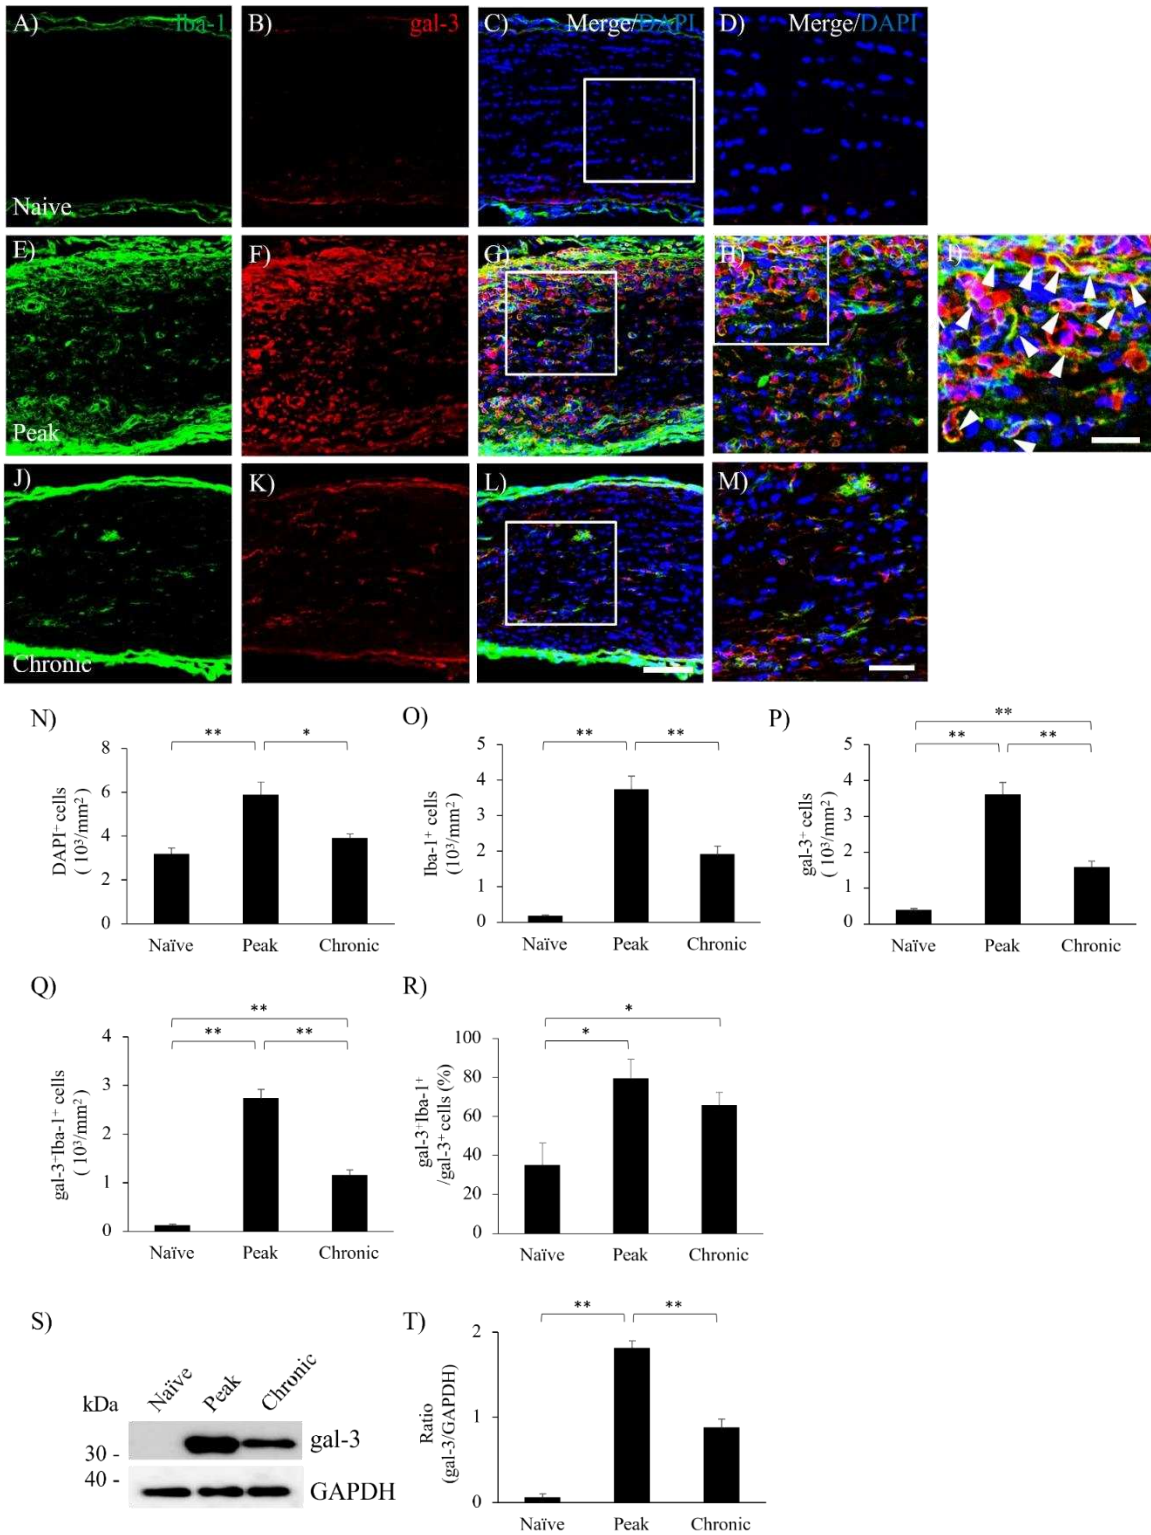 A) Iba-1 B) gal-3 C) Merge/DAPI D) Merge/DAPI
Naive
E) F) G) H) I)
Peak
J) K) L) M)
Chronic
N) O) P)
** *
** **
**
** **
8
6
4
2
0
DAPI⁺ cells
( 10³/mm²)
Naïve Peak Chronic
5
4
3
2
1
0
Iba-1⁺ cells
(10³/mm²)
Naïve Peak Chronic
5
4
3
2
1
0
gal-3⁺ cells
( 10³/mm²)
Naïve Peak Chronic
Q) R)
**
** **
4
3
2
1
0
gal-3⁺Iba-1⁺ cells
( 10³/mm²)
Naïve Peak Chronic
*
*
100
80
60
40
20
0
gal-3⁺Iba-1⁺
/gal-3⁺ cells (%)
Naïve Peak Chronic
S) T)
Naïve Peak Chronic
kDa
30 - gal-3
40 -
GAPDH
** **
2
1
0
Ratio
(gal-3/GAPDH)
Naïve Peak Chronic